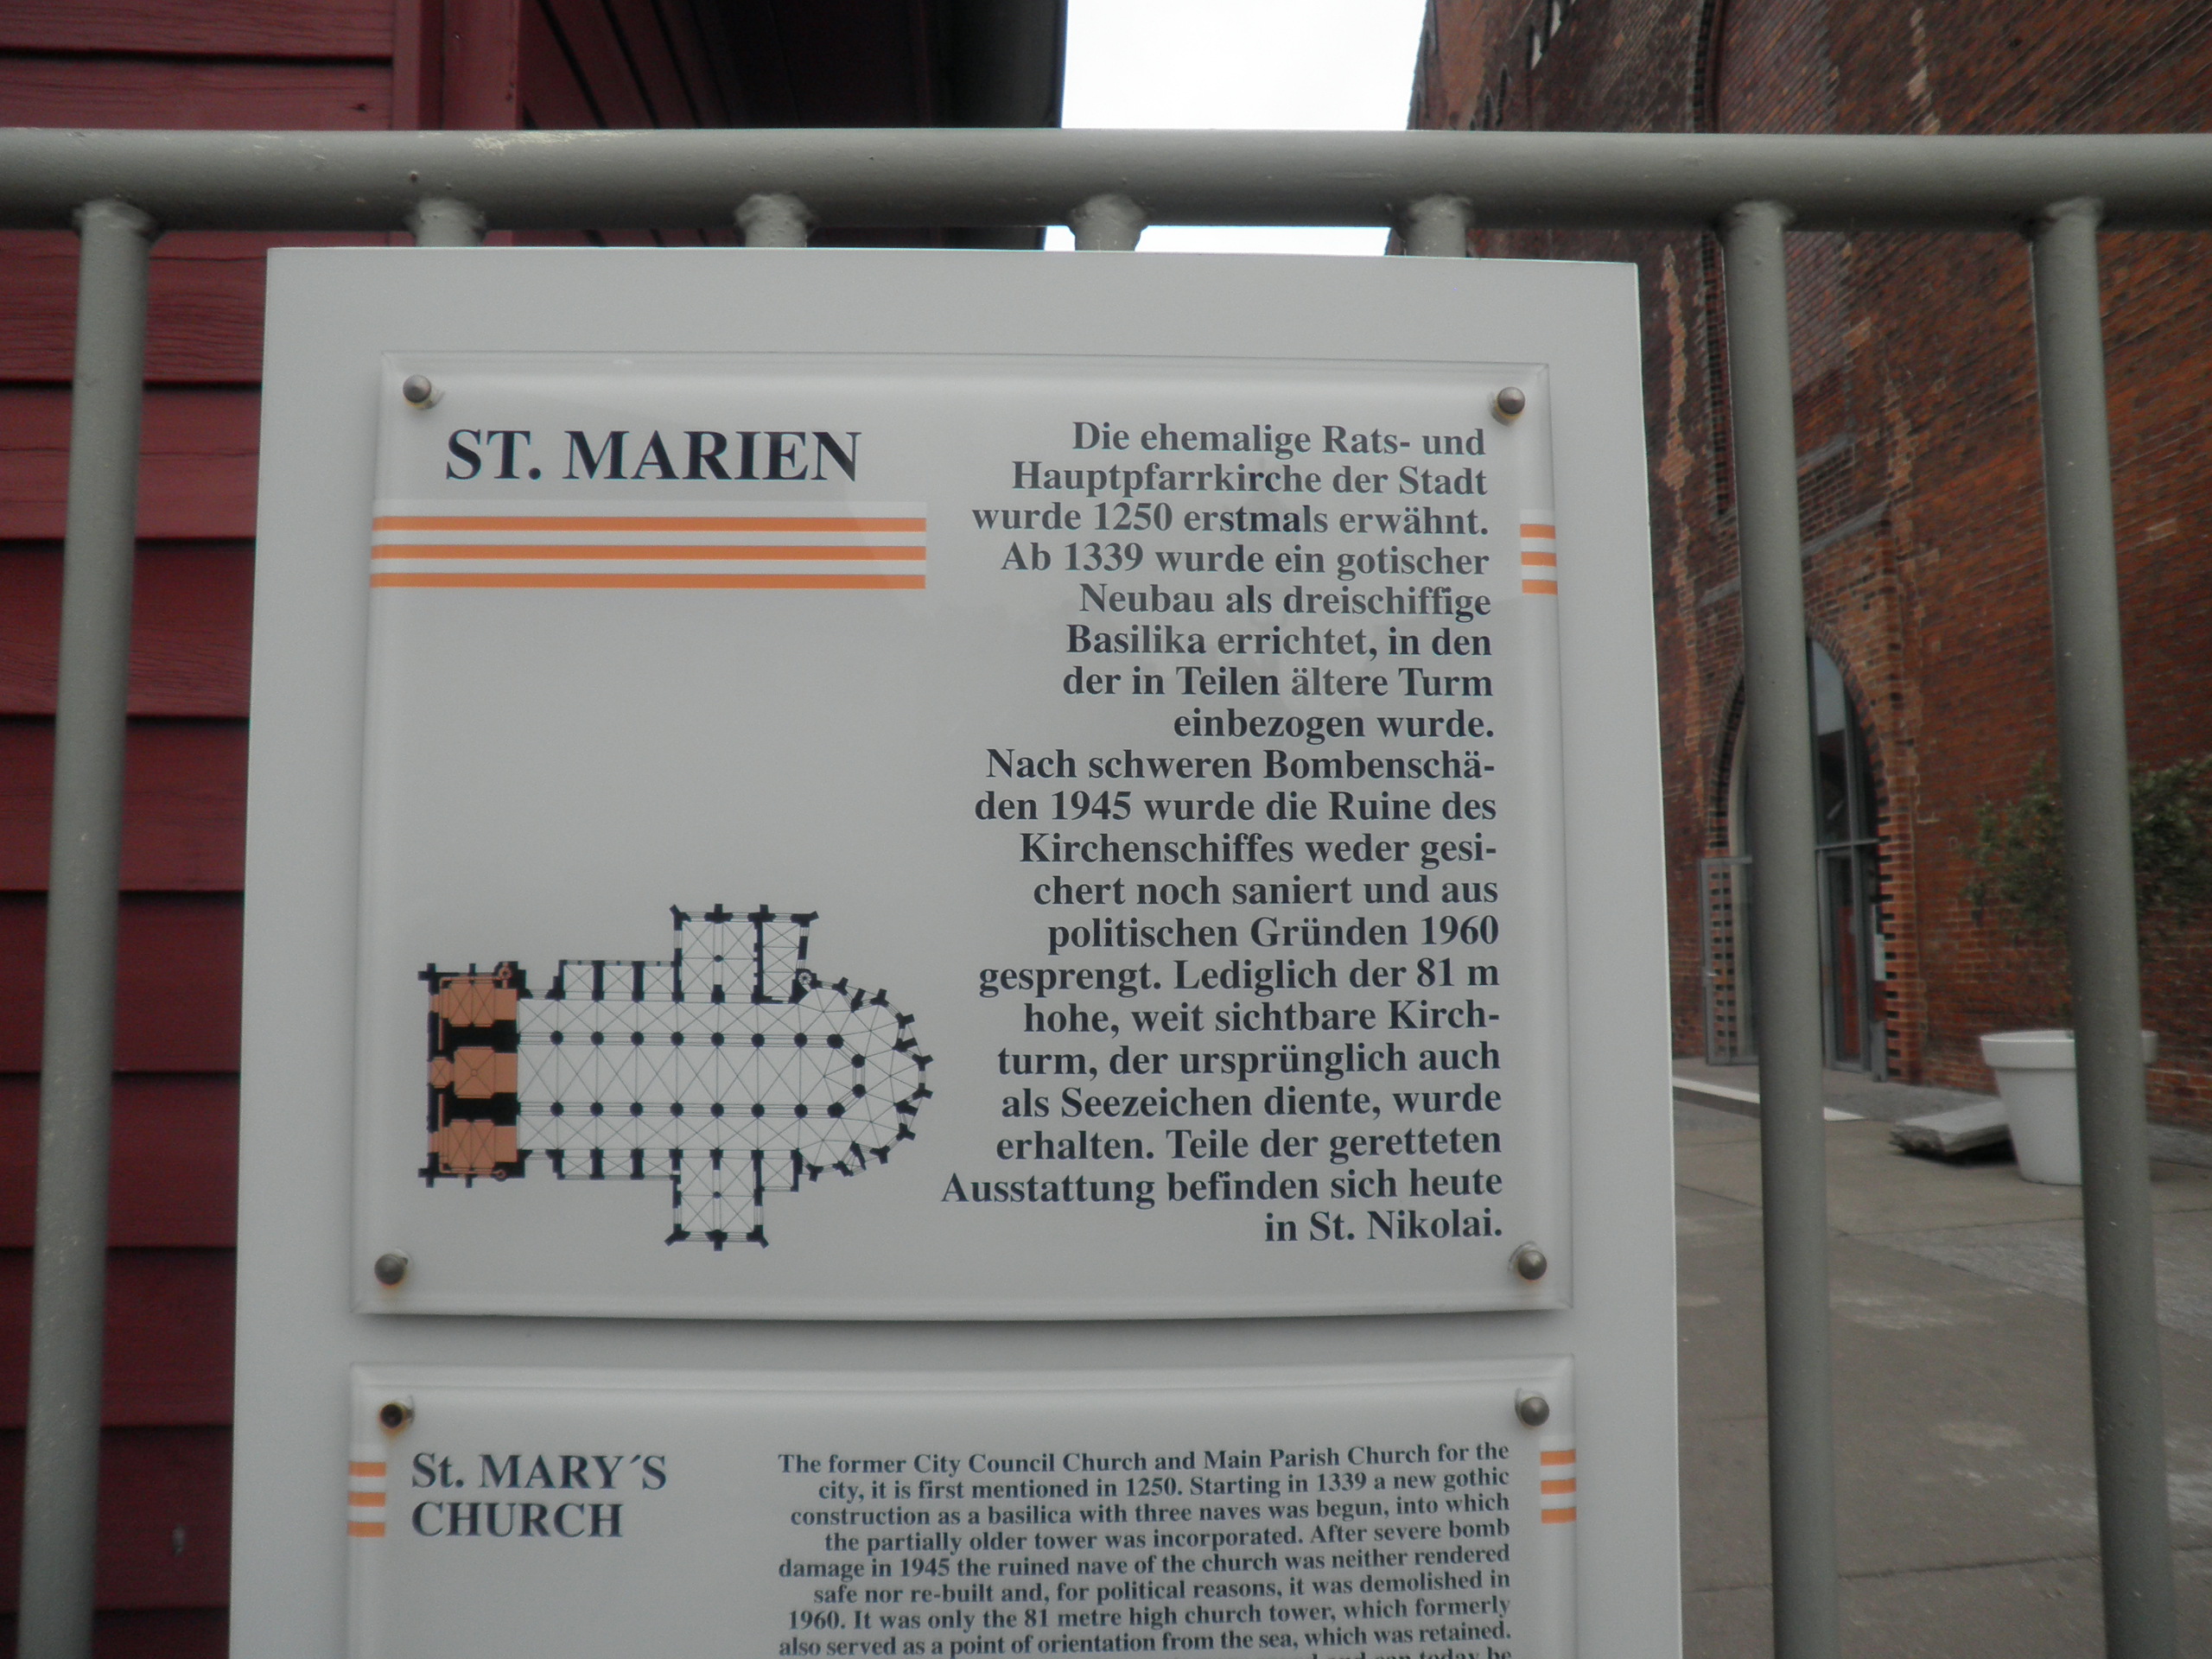 ST. MARIEN
Die ehemalige Rats- und
Hauptpfarrkirche der Stadt
wurde 1250 erstmals erwähnt.
Ab 1339 wurde ein gotischer
Neubau als dreischiffige
Basilika errichtet, in den
der in Teilen ältere Turm
einbezogen wurde.
Nach schweren Bombenschä-
den 1945 wurde die Ruine des
Kirchenschiffes weder gesi-
chert noch saniert und aus
politischen Gründen 1960
gesprengt. Lediglich der 81 m
hohe, weit sichtbare Kirch-
turm, der ursprünglich auch
als Seezeichen diente, wurde
erhalten. Teile der geretteten
Ausstattung befinden sich heute
in St. Nikolai.
St. MARY´S
CHURCH
The former City Council Church and Main Parish Church for the
city, it is first mentioned in 1250. Starting in 1339 a new gothic
construction as a basilica with three naves was begun, into which
the partially older tower was incorporated. After severe bomb
damage in 1945 the ruined nave of the church was neither rendered
safe nor re-built and, for political reasons, it was demolished in
1960. It was only the 81 metre high church tower, which formerly
also served as a point of orientation from the sea, which was retained.
and can today be